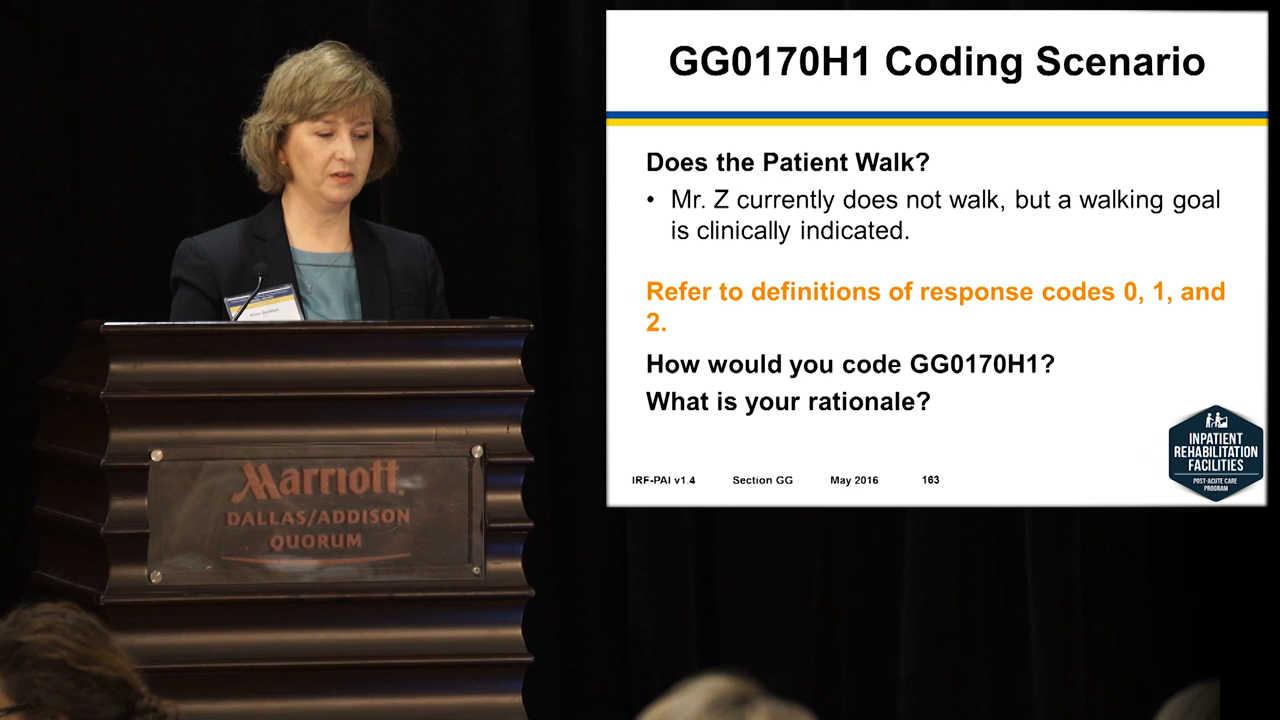 GG0170H1 Coding Scenario
Does the Patient Walk?
• Mr. Z currently does not walk, but a walking goal
is clinically indicated.
Refer to definitions of response codes 0, 1, and
2.
How would you code GG0170H1?
What is your rationale?
IRF-PAI v1.4 Section GG May 2016 163
INPATIENT
REHABILITATION
FACILITIES
POST-ACUTE CARE
PROGRAM
Marriott
DALLAS/ADDISON
QUORUM